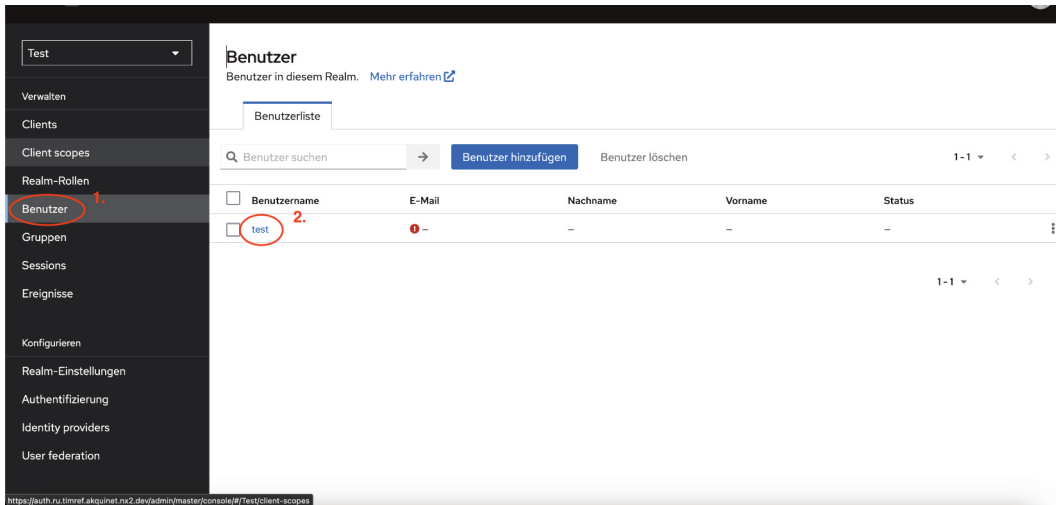 Test
Verwalten
Clients
Client scopes
Realm-Rollen
1.
Benutzer
Gruppen
Sessions
Ereignisse
Konfigurieren
Realm-Einstellungen
Authentifizierung
Identity providers
User federation
https://auth.ru.timref.akquinet.nx2.dev/admin/master/console/#/Test/client-scopes
Benutzer
Benutzer in diesem Realm. Mehr erfahren
Benutzerliste
Benutzer suchen Benutzer hinzufügen Benutzer löschen 1-1
Benutzername E-Mail Nachname Vorname Status
2.
test – – – –
1-1